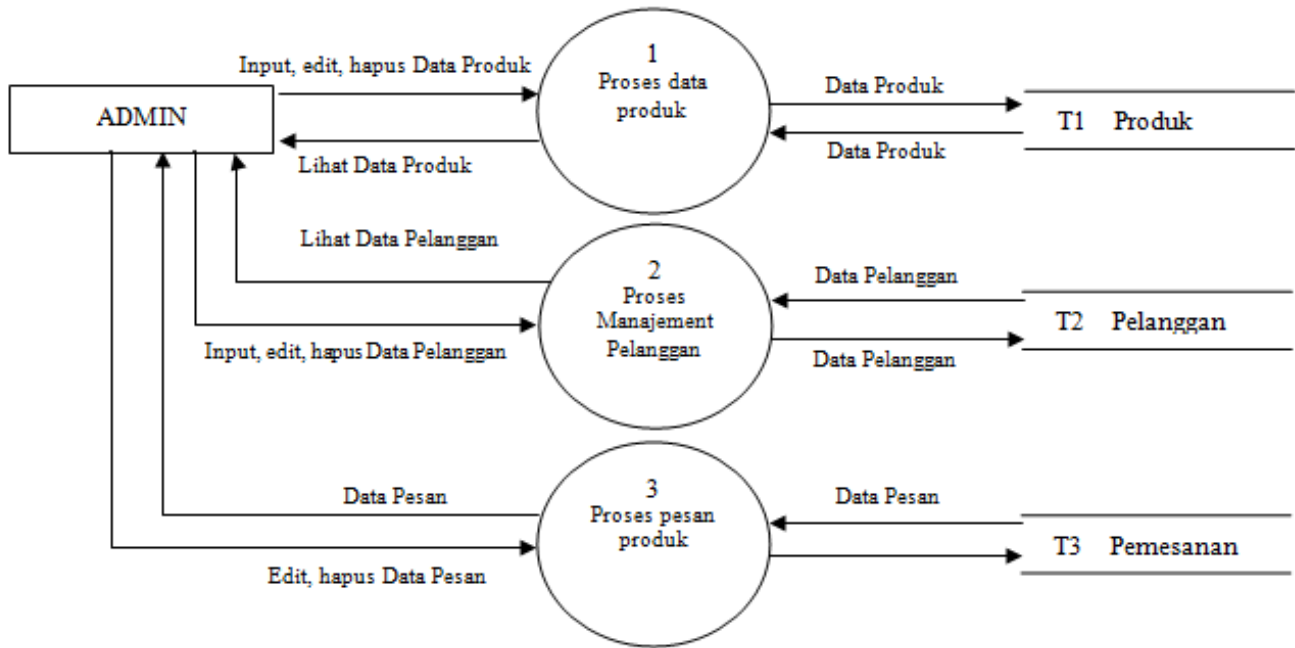 Input, edit, hapus Data Produk
ADMIN
Lihat Data Produk
1
Proses data
produk
Data Produk
Data Produk
T1 Produk
Lihat Data Pelanggan
Input, edit, hapus Data Pelanggan
2
Proses
Manajement
Pelanggan
Data Pelanggan
Data Pelanggan
T2 Pelanggan
Data Pesan
Edit, hapus Data Pesan
3
Proses pesan
produk
Data Pesan
T3 Pemesanan